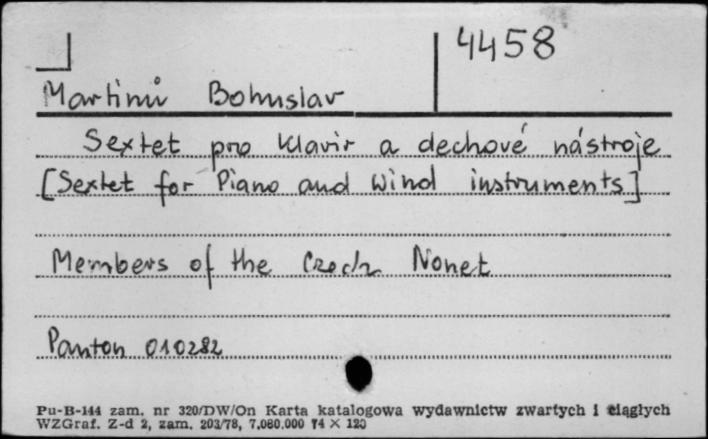 4458
Martinů Bohuslav
Sextet pro klavír a dechové nástroje
[Sextet for Piano and Wind instruments]
Members of the Czech Nonet
Panton 010282
Pu-B-144 zam. nr 320/DW/On Karta katalogowa wydawnictw zwartych i ciągłych
WZGraf. Z-d 2, zam. 203/78, 7.080.000 74 × 120